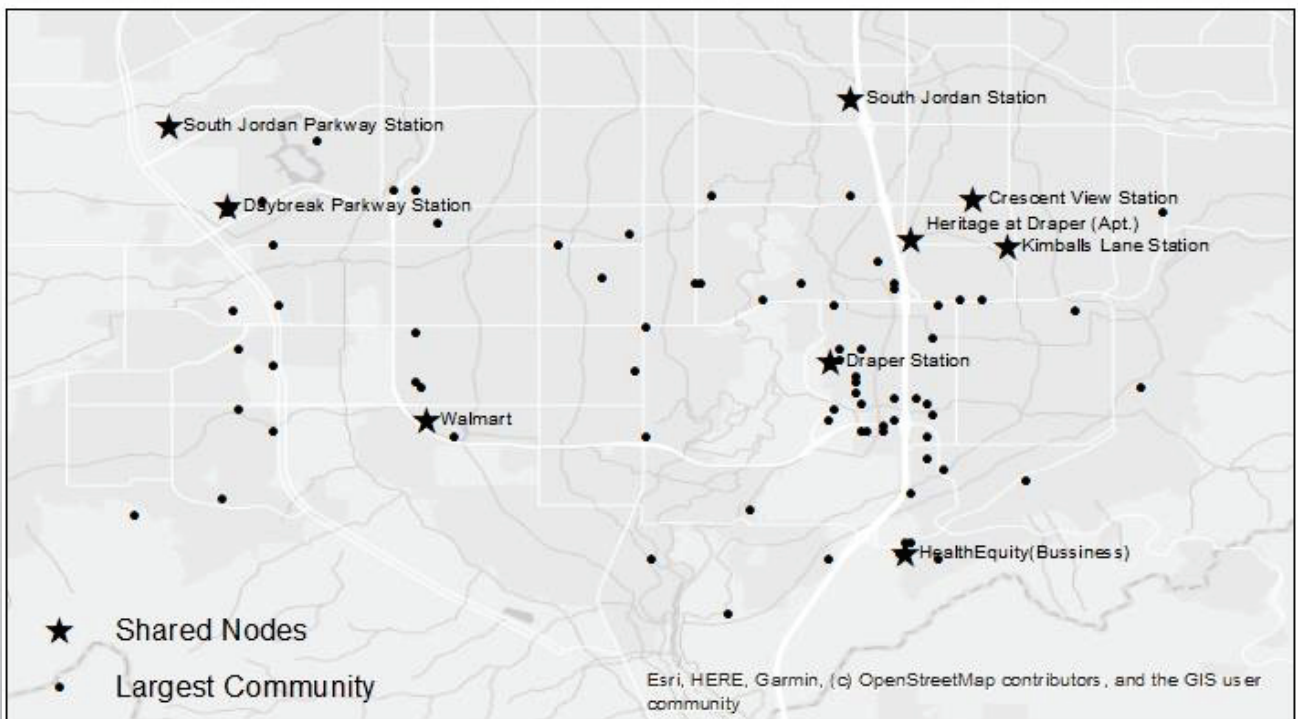 South Jordan Station
South Jordan Parkway Station
Crescent View Station
Daybreak Parkway Station
Heritage at Draper (Apt.)
Kimballs Lane Station
Draper Station
Walmart
HealthEquity(Bussiness)
Shared Nodes
Largest Community
Esri, HERE, Garmin, (c) OpenStreetMap contributors, and the GIS user
community